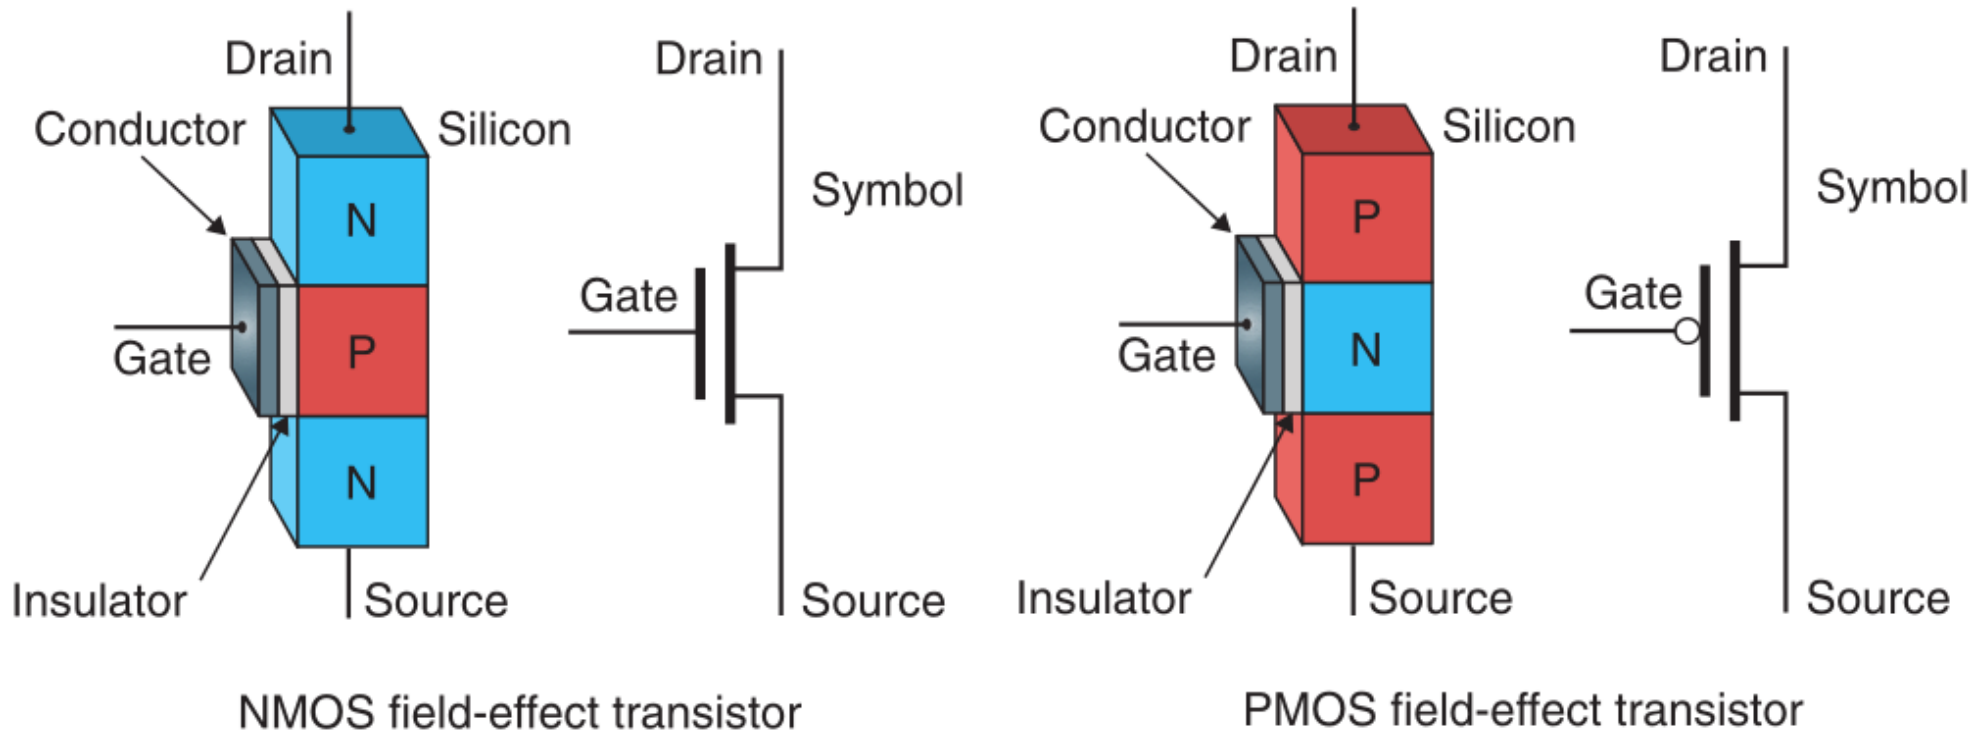 Drain
Conductor
Silicon
N
P
N
Gate
Insulator
Source
Drain
Symbol
Gate
Source
NMOS field-effect transistor
Drain
Conductor
Silicon
P
N
P
Gate
Insulator
Source
Drain
Symbol
Gate
Source
PMOS field-effect transistor